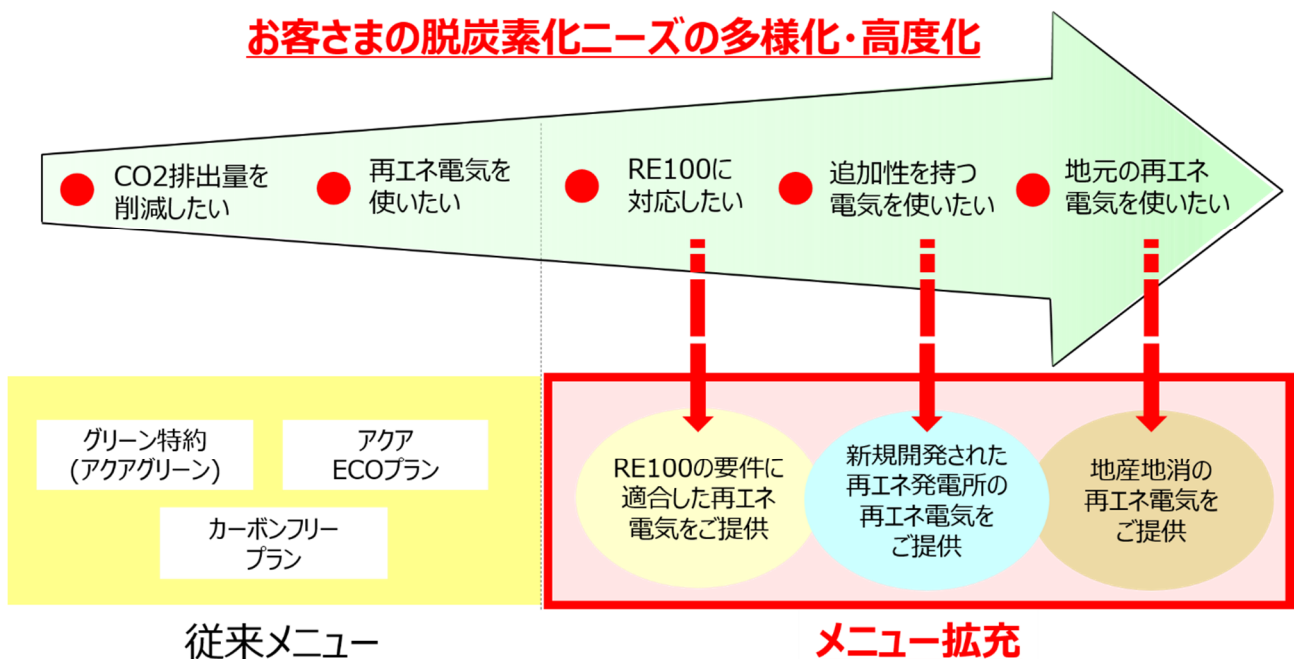 お客さまの脱炭素化ニーズの多様化・高度化
CO2排出量を
削減したい
再エネ電気を
使いたい
RE100に
対応したい
追加性を持つ
電気を使いたい
地元の再エネ
電気を使いたい
グリーン特約
(アクアグリーン)
アクア
ECOプラン
カーボンフリー
プラン
RE100の要件に
適合した再エネ
電気をご提供
新規開発された
再エネ発電所の
再エネ電気を
ご提供
地産地消の
再エネ電気を
ご提供
従来メニュー
メニュー拡充